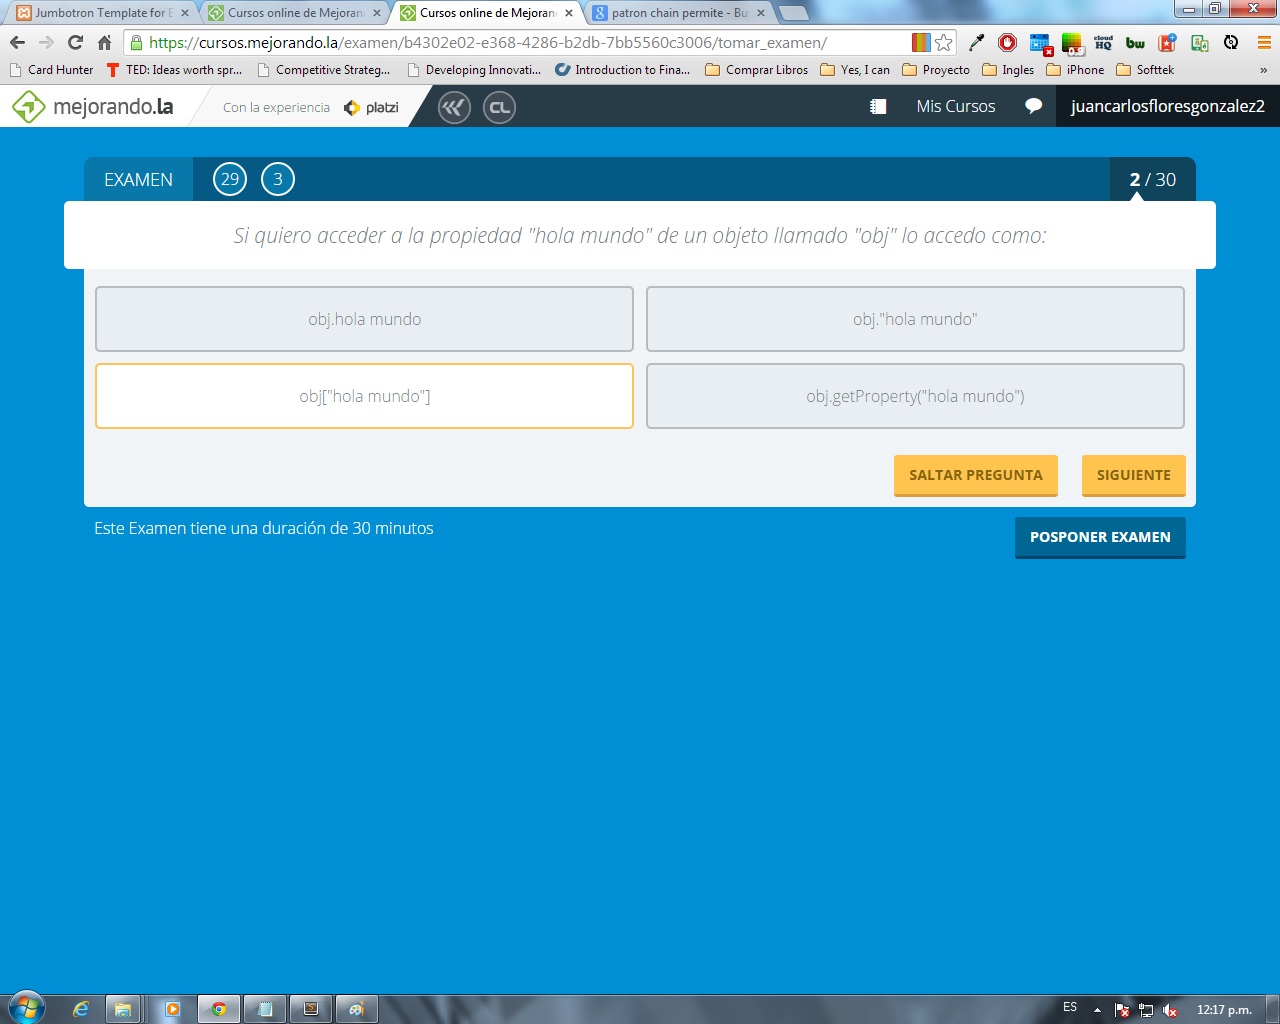 Jumbotron Template for B
Cursos online de Mejoran
Cursos online de Mejoran
patron chain permite - Bu
https://cursos.mejorando.la/examen/b4302e02-e368-4286-b2db-7bb5560c3006/tomar_examen/
cloud HQ
bw
Card Hunter
TED: Ideas worth spr...
Competitive Strateg...
Developing Innovati...
Introduction to Fina...
Comprar Libros
Yes, I can
Proyecto
Ingles
iPhone
Softtek
»
mejorando.la
Con la experiencia
platzi
CL
Mis Cursos
juancarlosfloresgonzalez2
EXAMEN
29
3
2 / 30
Si quiero acceder a la propiedad "hola mundo" de un objeto llamado "obj" lo accedo como:
obj.hola mundo
obj."hola mundo"
obj["hola mundo"]
obj.getProperty("hola mundo")
SALTAR PREGUNTA
SIGUIENTE
Este Examen tiene una duración de 30 minutos
POSPONER EXAMEN
ES
12:17 p.m.